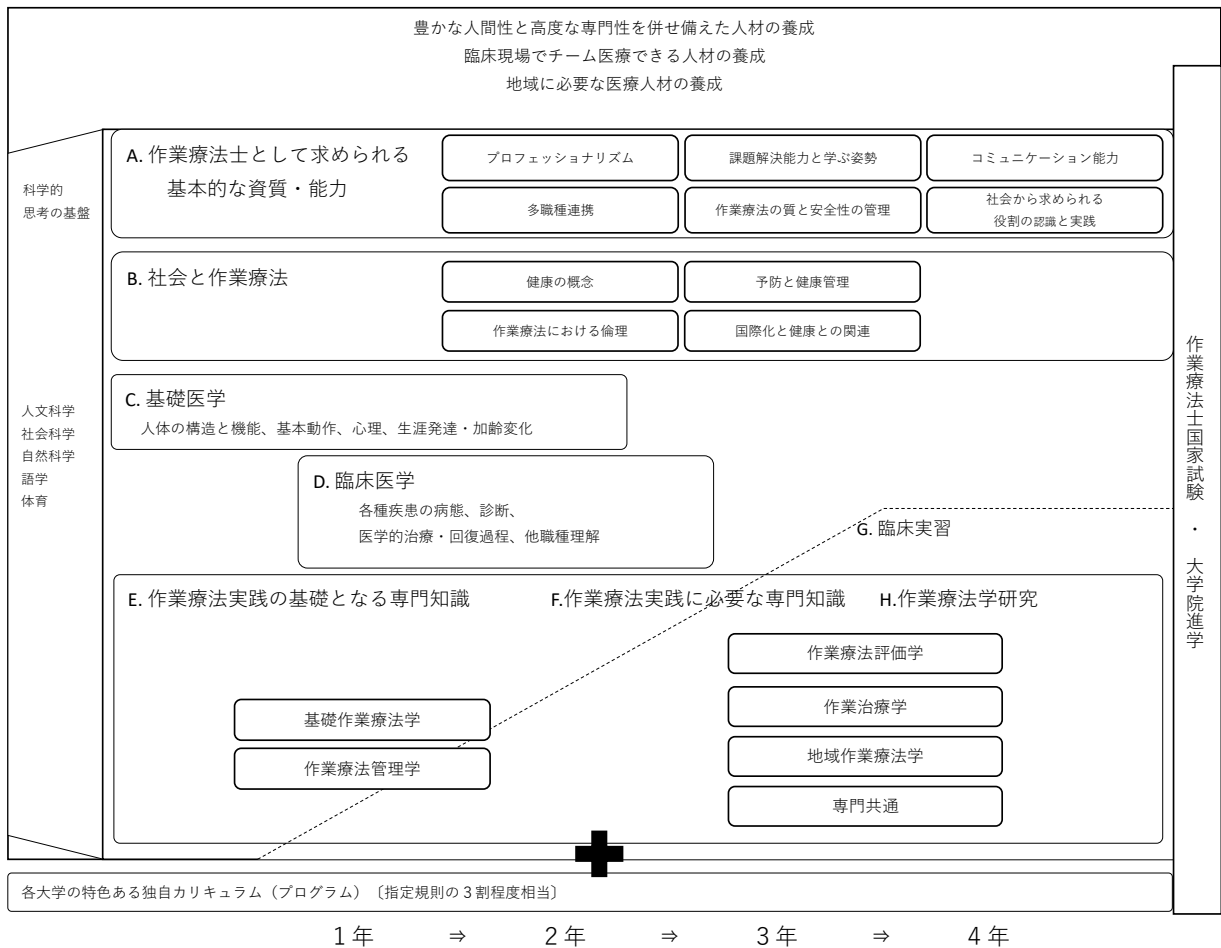 豊かな人間性と高度な専門性を併せ備えた人材の養成
臨床現場でチーム医療できる人材の養成
地域に必要な医療人材の養成
科学的
思考の基盤
人文科学
社会科学
自然科学
語学
体育
A. 作業療法士として求められる
基本的な資質・能力
プロフェッショナリズム
課題解決能力と学ぶ姿勢
コミュニケーション能力
多職種連携
作業療法の質と安全性の管理
社会から求められる
役割の認識と実践
B. 社会と作業療法
健康の概念
予防と健康管理
作業療法における倫理
国際化と健康との関連
C. 基礎医学
人体の構造と機能、基本動作、心理、生涯発達・加齢変化
D. 臨床医学
各種疾患の病態、診断、
医学的治療・回復過程、他職種理解
G. 臨床実習
E. 作業療法実践の基礎となる専門知識
F.作業療法実践に必要な専門知識
H.作業療法学研究
基礎作業療法学
作業療法管理学
作業療法評価学
作業治療学
地域作業療法学
専門共通
作業療法士国家試験 ・ 大学院進学
各大学の特色ある独自カリキュラム（プログラム）〔指定規則の３割程度相当〕
１年 ⇒ ２年 ⇒ ３年 ⇒ ４年